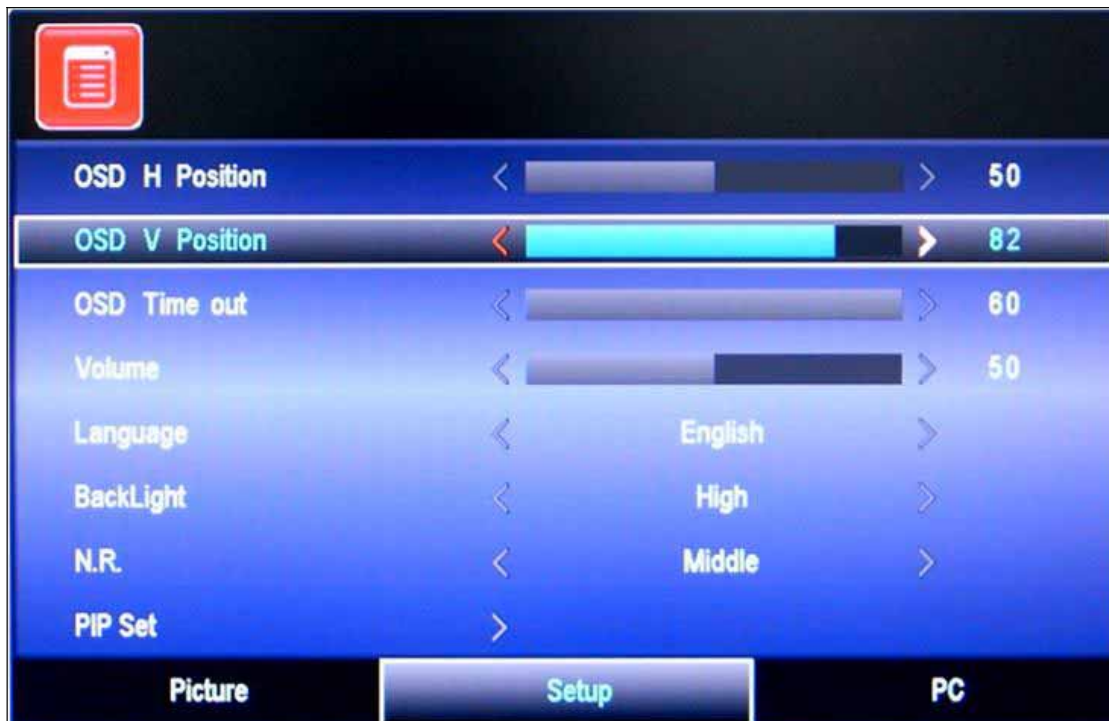 OSD H Position 50
OSD V Position 82
OSD Time out 60
Volume 50
Language English
BackLight High
N.R. Middle
PIP Set
Picture Setup PC